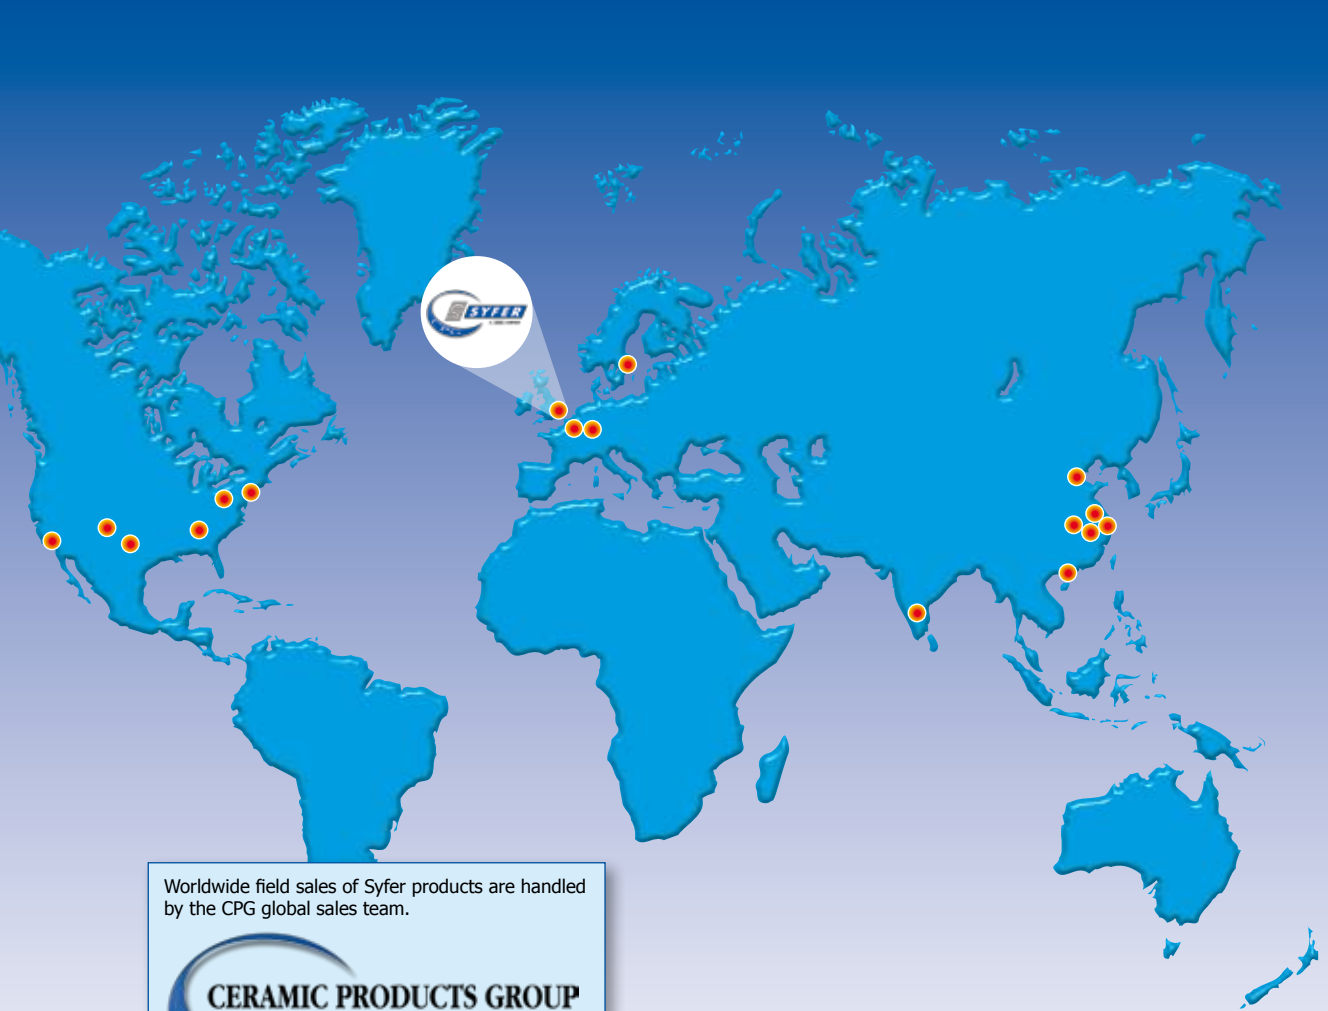 SYFER
Worldwide field sales of Syfer products are handled
by the CPG global sales team.
CERAMIC PRODUCTS GROUP